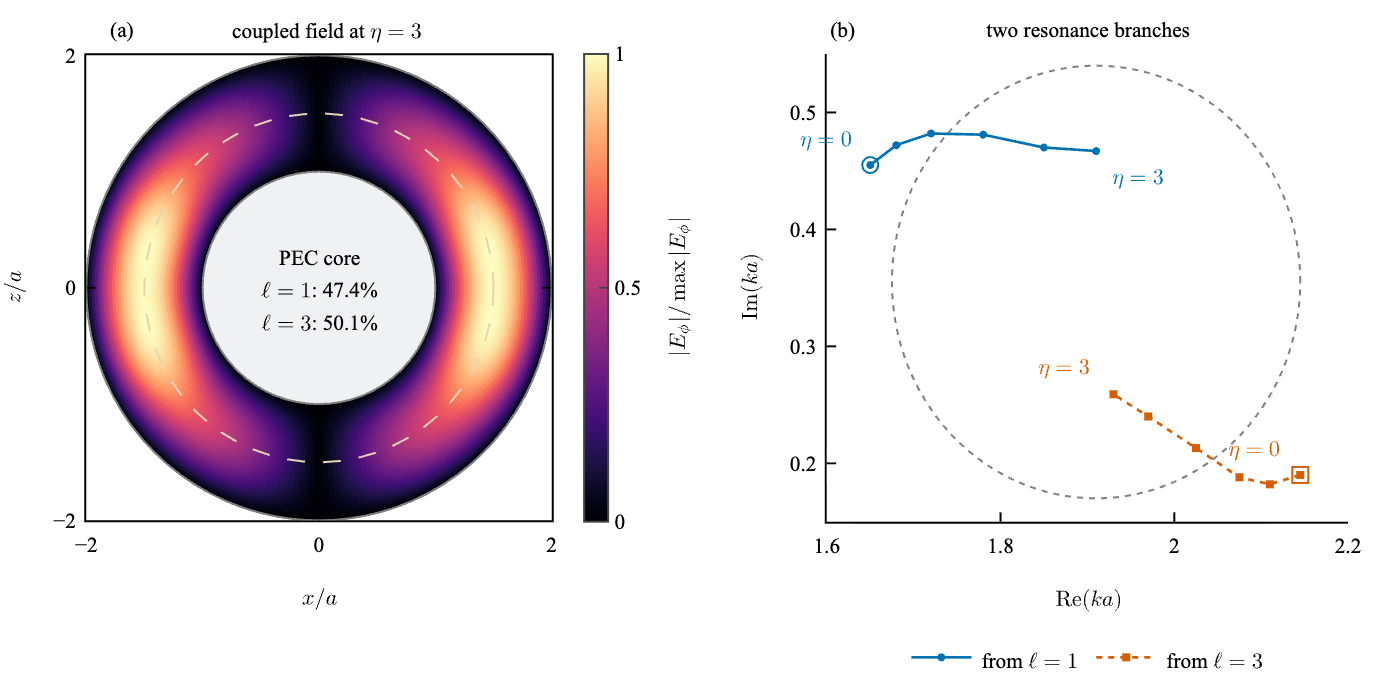 (a)
coupled field at η = 3
2
0
−2
z/a
PEC core
ℓ = 1: 47.4%
ℓ = 3: 50.1%
−2
0
2
x/a
1
0.5
0
|Eϕ|/ max |Eϕ|
(b)
two resonance branches
0.5
0.4
0.3
0.2
Im(ka)
η = 0
η = 3
η = 3
η = 0
1.6
1.8
2
2.2
Re(ka)
from ℓ = 1
from ℓ = 3